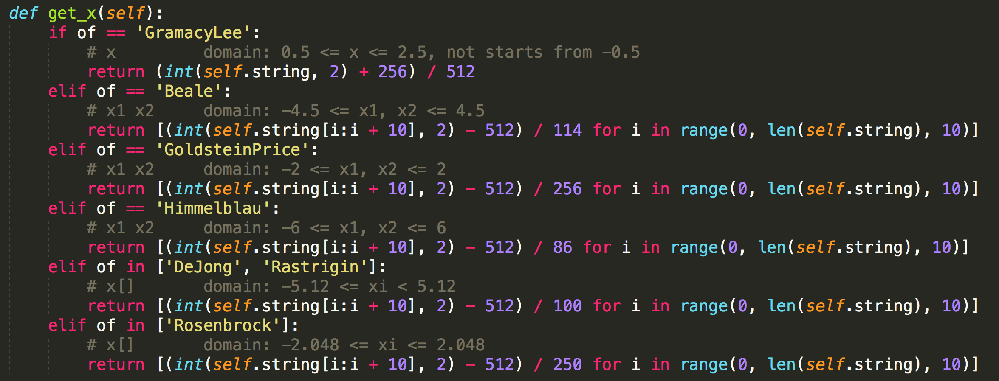 def get_x(self):
    if of == 'GramacyLee':
        # x         domain: 0.5 <= x <= 2.5, not starts from -0.5
        return (int(self.string, 2) + 256) / 512
    elif of == 'Beale':
        # x1 x2     domain: -4.5 <= x1, x2 <= 4.5
        return [(int(self.string[i:i + 10], 2) - 512) / 114 for i in range(0, len(self.string), 10)]
    elif of == 'GoldsteinPrice':
        # x1 x2     domain: -2 <= x1, x2 <= 2
        return [(int(self.string[i:i + 10], 2) - 512) / 256 for i in range(0, len(self.string), 10)]
    elif of == 'Himmelblau':
        # x1 x2     domain: -6 <= x1, x2 <= 6
        return [(int(self.string[i:i + 10], 2) - 512) / 86 for i in range(0, len(self.string), 10)]
    elif of in ['DeJong', 'Rastrigin']:
        # x[]       domain: -5.12 <= xi < 5.12
        return [(int(self.string[i:i + 10], 2) - 512) / 100 for i in range(0, len(self.string), 10)]
    elif of in ['Rosenbrock']:
        # x[]       domain: -2.048 <= xi <= 2.048
        return [(int(self.string[i:i + 10], 2) - 512) / 250 for i in range(0, len(self.string), 10)]